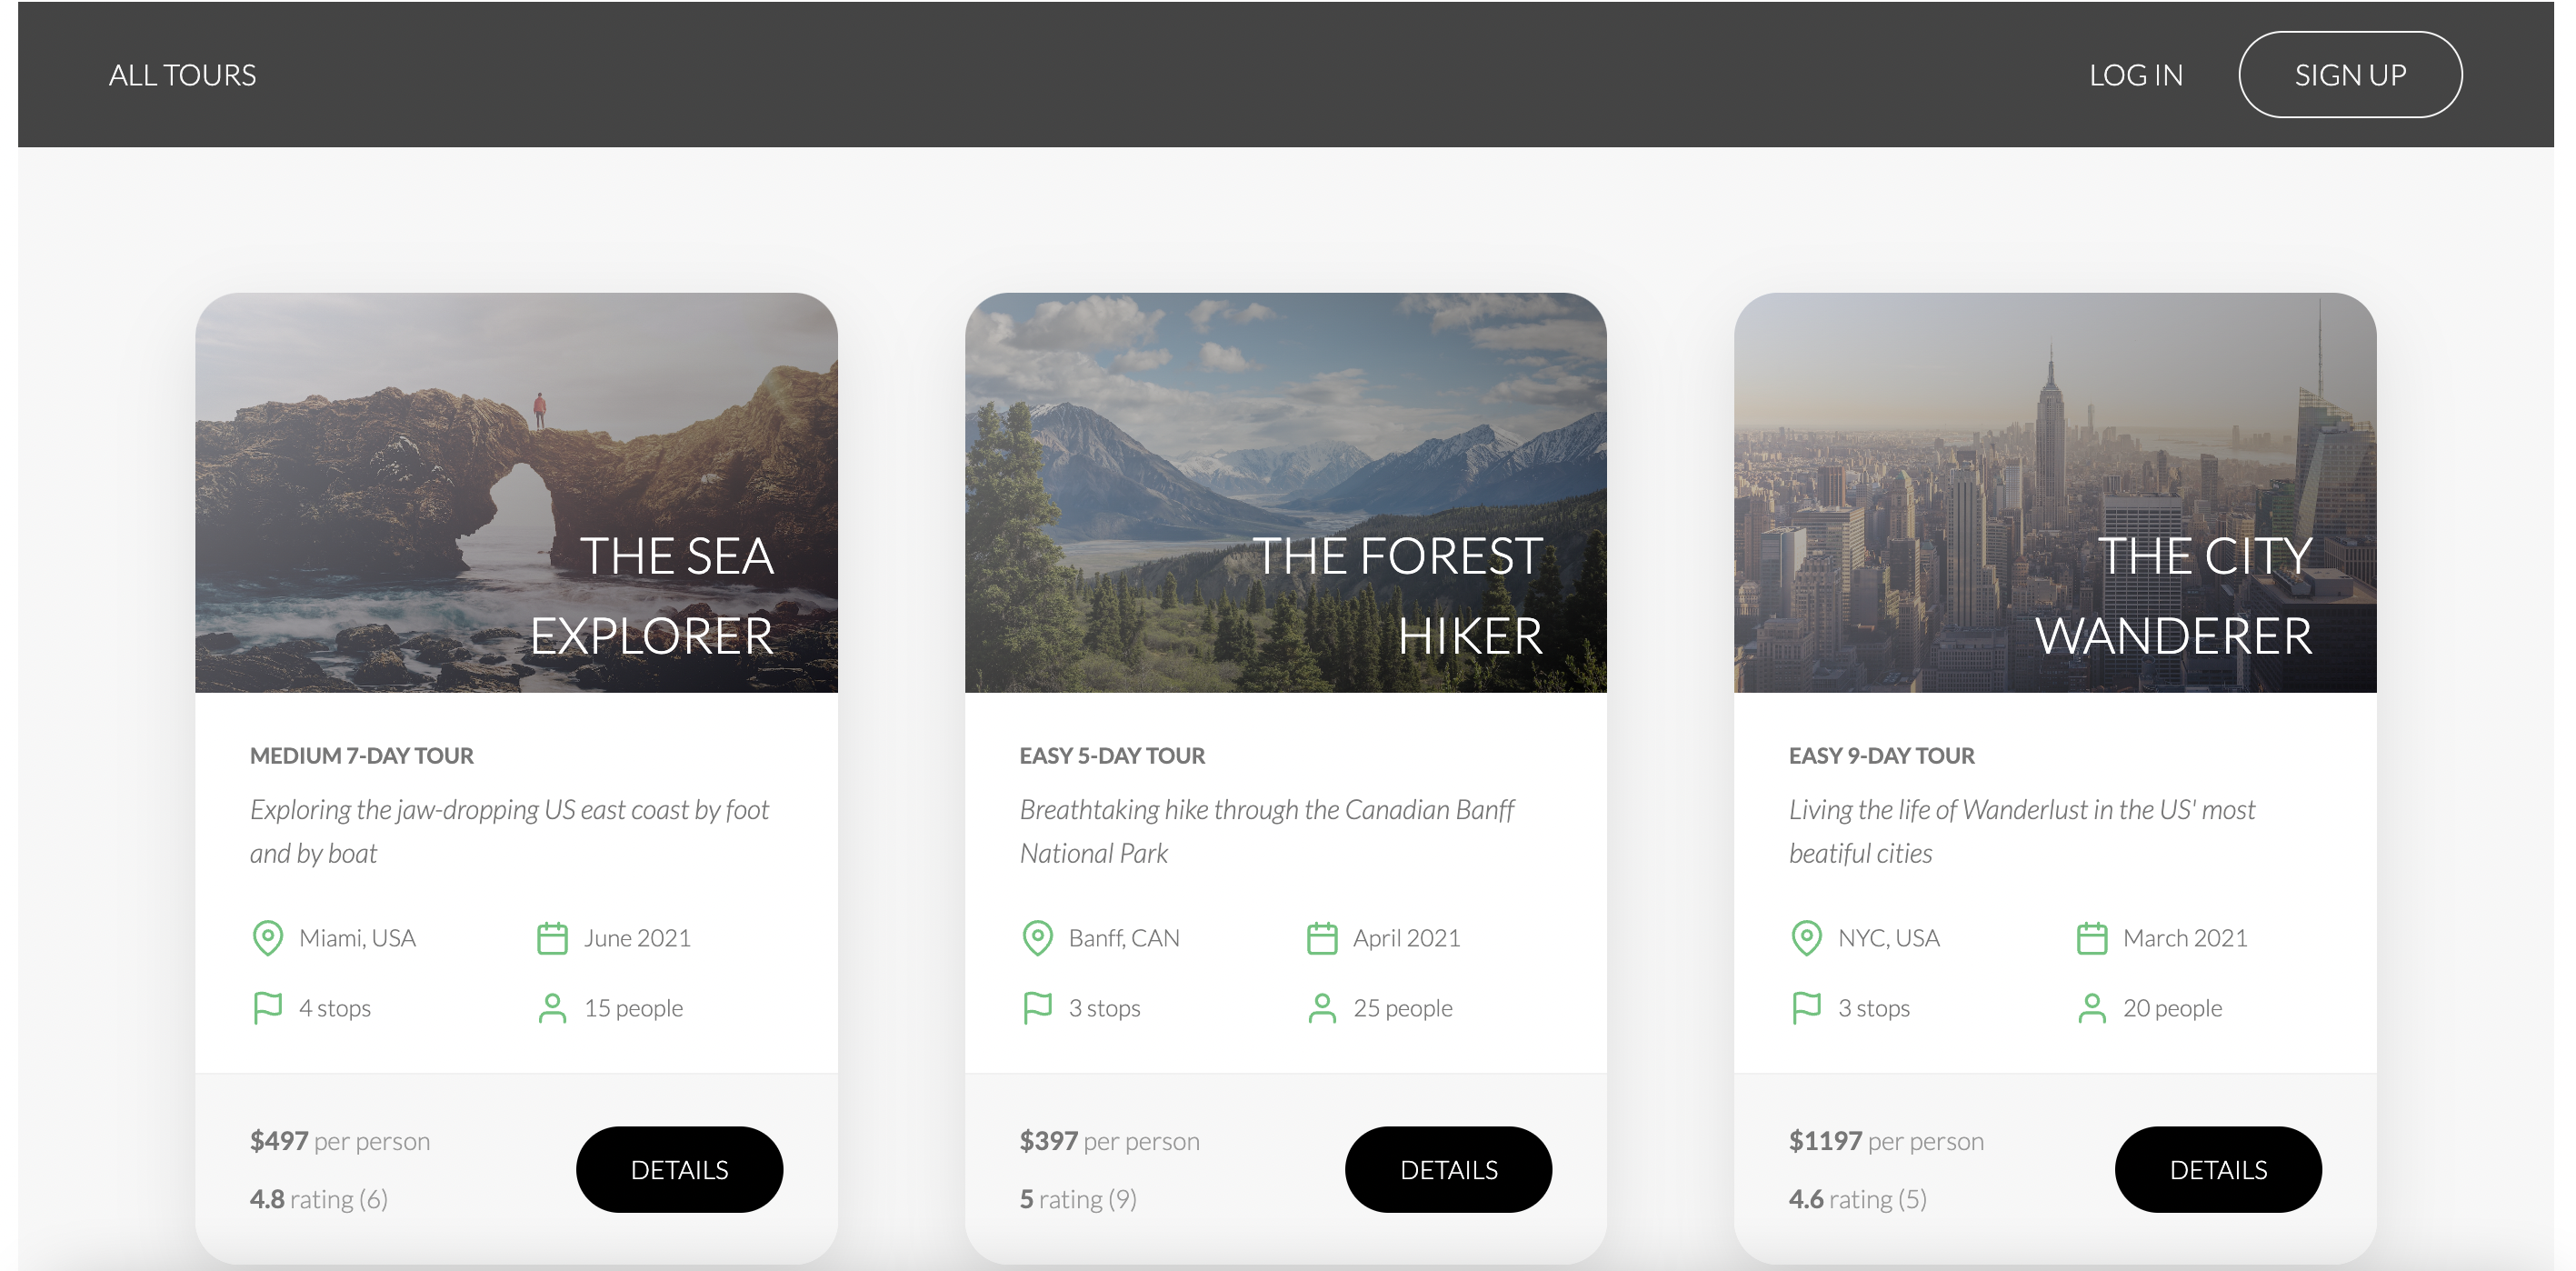 ALL TOURS
LOG IN
SIGN UP
THE SEA
EXPLORER
MEDIUM 7-DAY TOUR
Exploring the jaw-dropping US east coast by foot
and by boat
Miami, USA
June 2021
4 stops
15 people
$497 per person
4.8 rating (6)
DETAILS
THE FOREST
HIKER
EASY 5-DAY TOUR
Breathtaking hike through the Canadian Banff
National Park
Banff, CAN
April 2021
3 stops
25 people
$397 per person
5 rating (9)
DETAILS
THE CITY
WANDERER
EASY 9-DAY TOUR
Living the life of Wanderlust in the US' most
beatiful cities
NYC, USA
March 2021
3 stops
20 people
$1197 per person
4.6 rating (5)
DETAILS